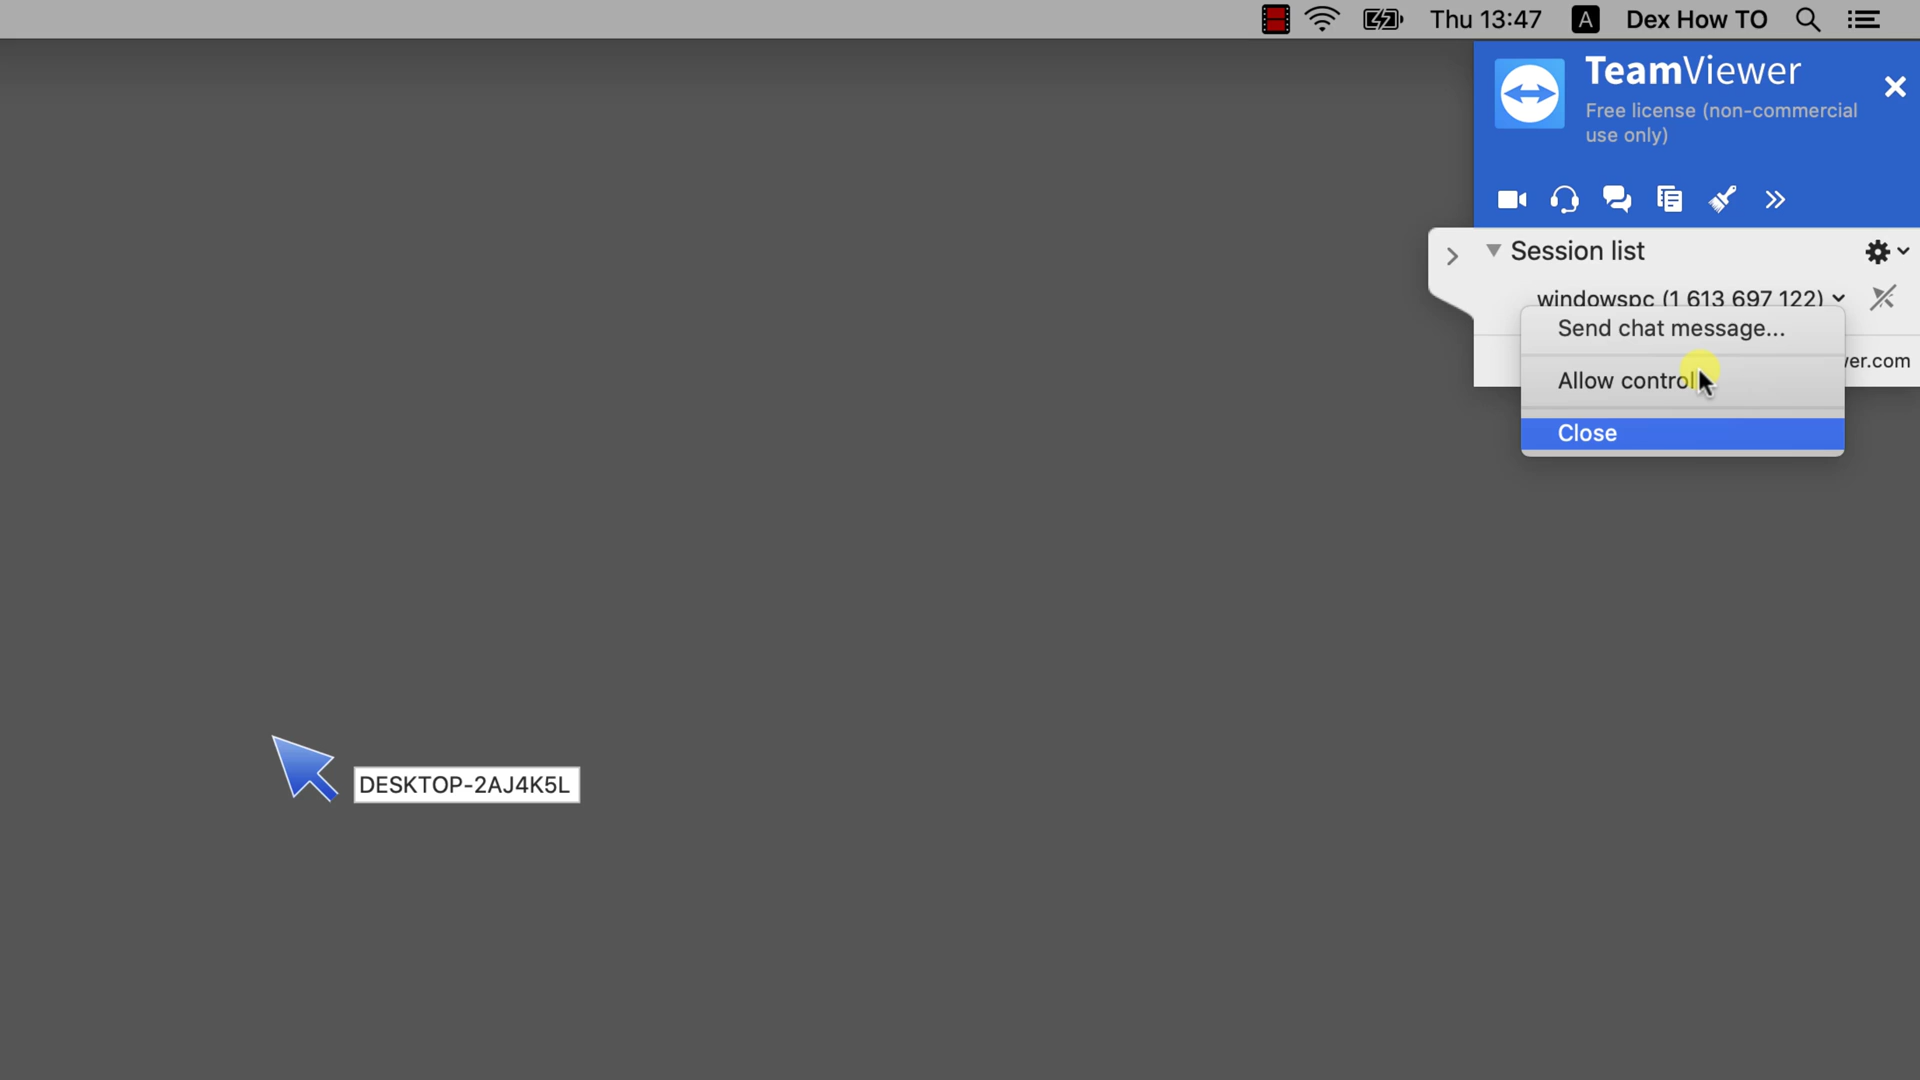 Thu 13:47 A Dex How TO
TeamViewer
Free license (non-commercial
use only)
Session list
windowspc (1 613 697 122)
Send chat message...
er.com
Allow control
Close
DESKTOP-2AJ4K5L